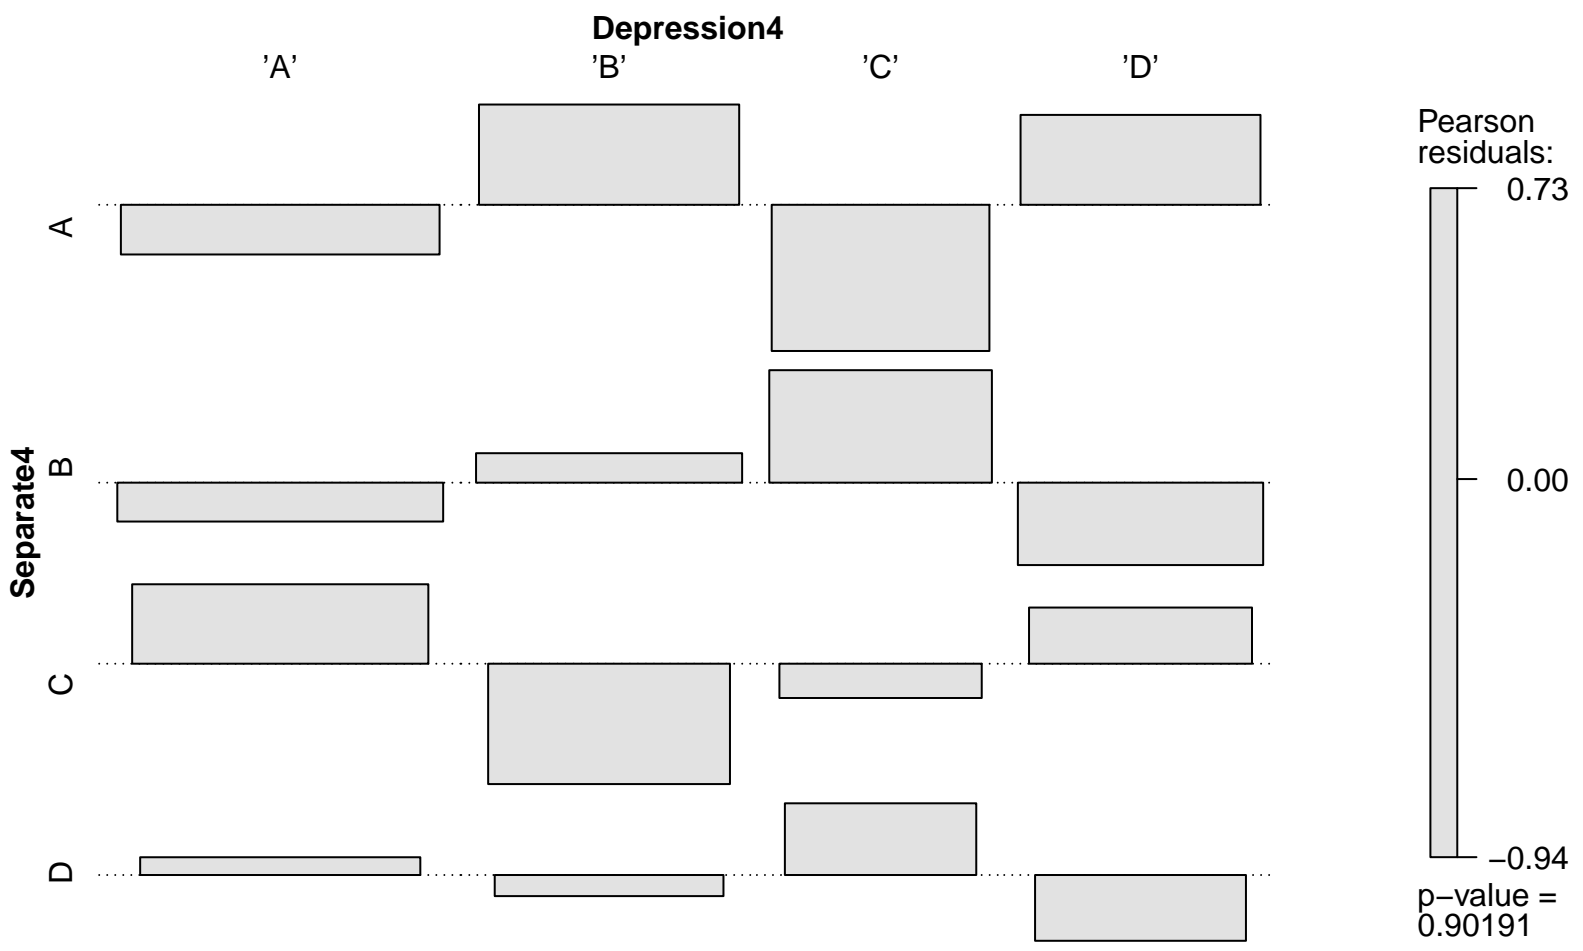 Depression4
’A’ ’B’ ’C’ ’D’
Pearson
residuals:
0.73
A
B
Separate4
0.00
C
D
−0.94
p−value =
0.90191